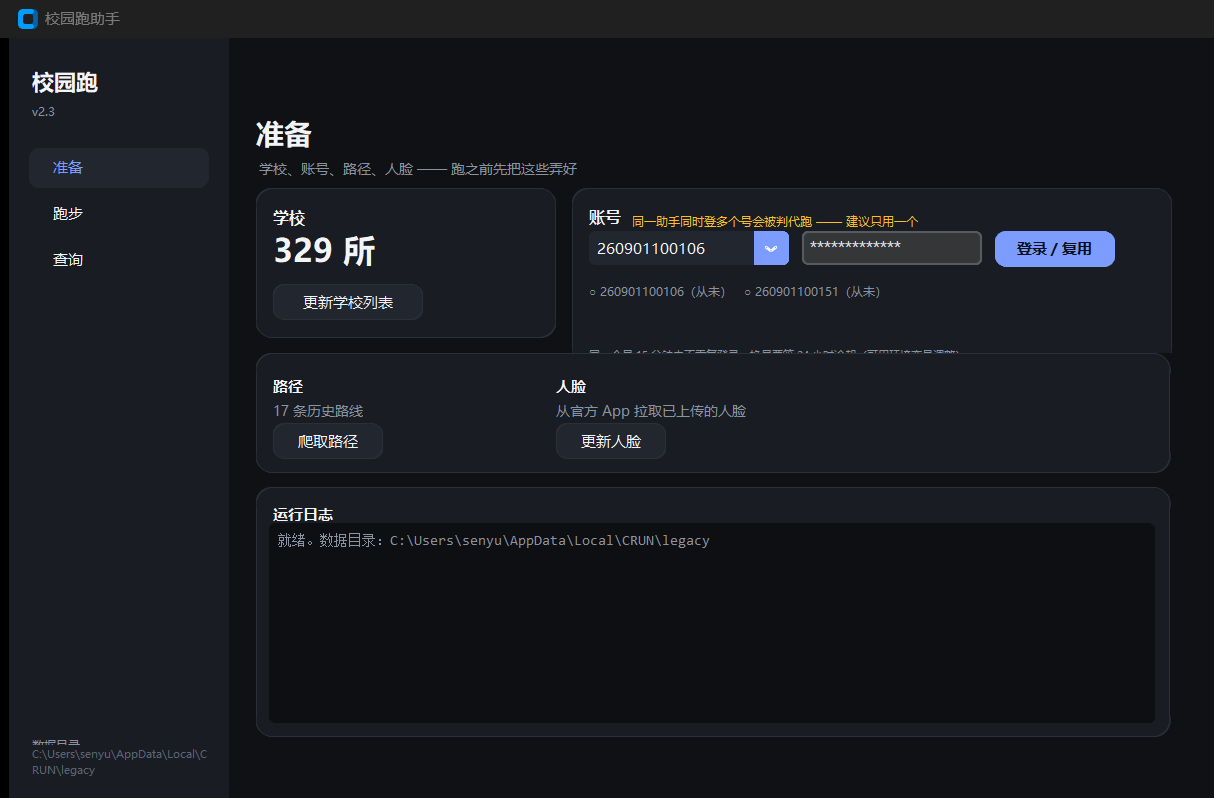 校园跑助手
校园跑
v2.3
准备
跑步
查询
准备
学校、账号、路径、人脸 —— 跑之前先把这些弄好
学校
329 所
更新学校列表
账号 同一助手同时登多个号会被判代跑 —— 建议只用一个
260901100106 ************* 登录 / 复用
○ 260901100106（从未） ○ 260901100151（从未）
路径
17 条历史路线
爬取路径
人脸
从官方 App 拉取已上传的人脸
更新人脸
运行日志
就绪。数据目录：C:\Users\senyu\AppData\Local\CRUN\legacy
数据目录
C:\Users\senyu\AppData\Local\C
RUN\legacy